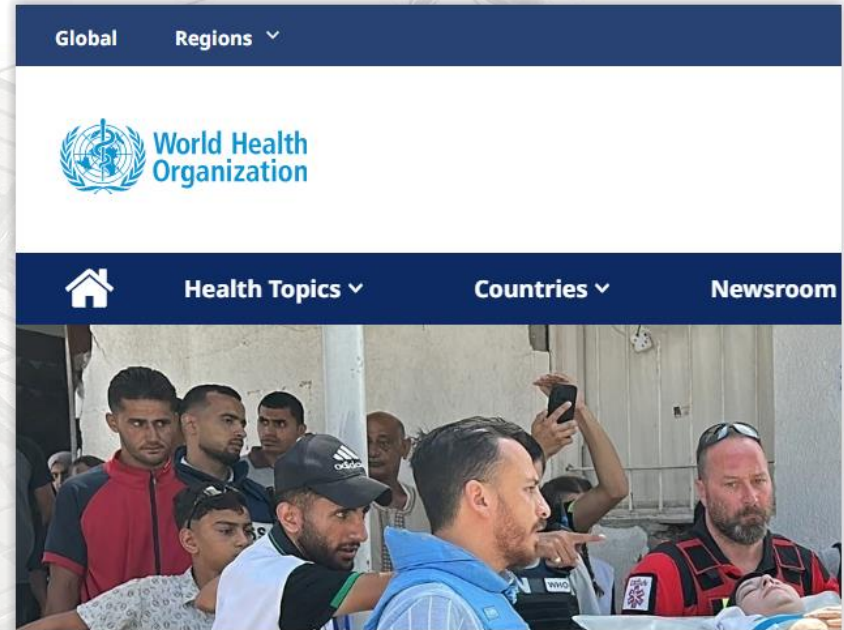 Global Regions
World Health
Organization
Health Topics Countries Newsroom
adidas
WHO